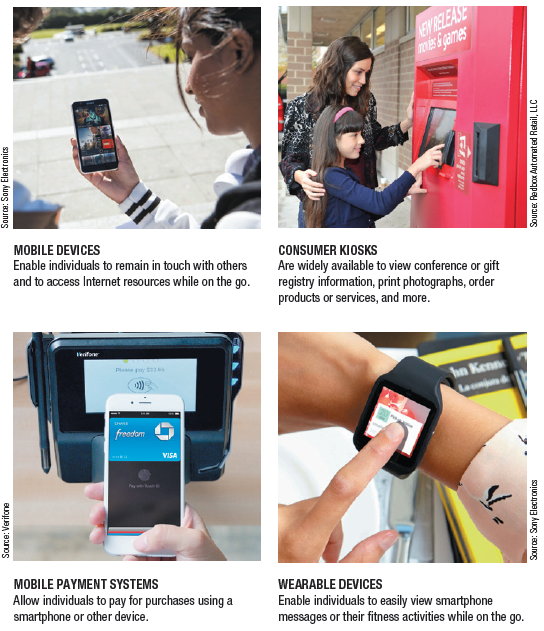 Source: Sony Electronics
NEW RELEASE
movies & games
Source: Redbox Automated Retail, LLC
MOBILE DEVICES
Enable individuals to remain in touch with others
and to access Internet resources while on the go.
CONSUMER KIOSKS
Are widely available to view conference or gift
registry information, print photographs, order
products or services, and more.
Verifone
Please pay
CHASE
freedom
VISA
Pay with Touch ID
Source: Verifone
John Kenne
La conjura d
Source: Sony Electronics
MOBILE PAYMENT SYSTEMS
Allow individuals to pay for purchases using a
smartphone or other device.
WEARABLE DEVICES
Enable individuals to easily view smartphone
messages or their fitness activities while on the go.